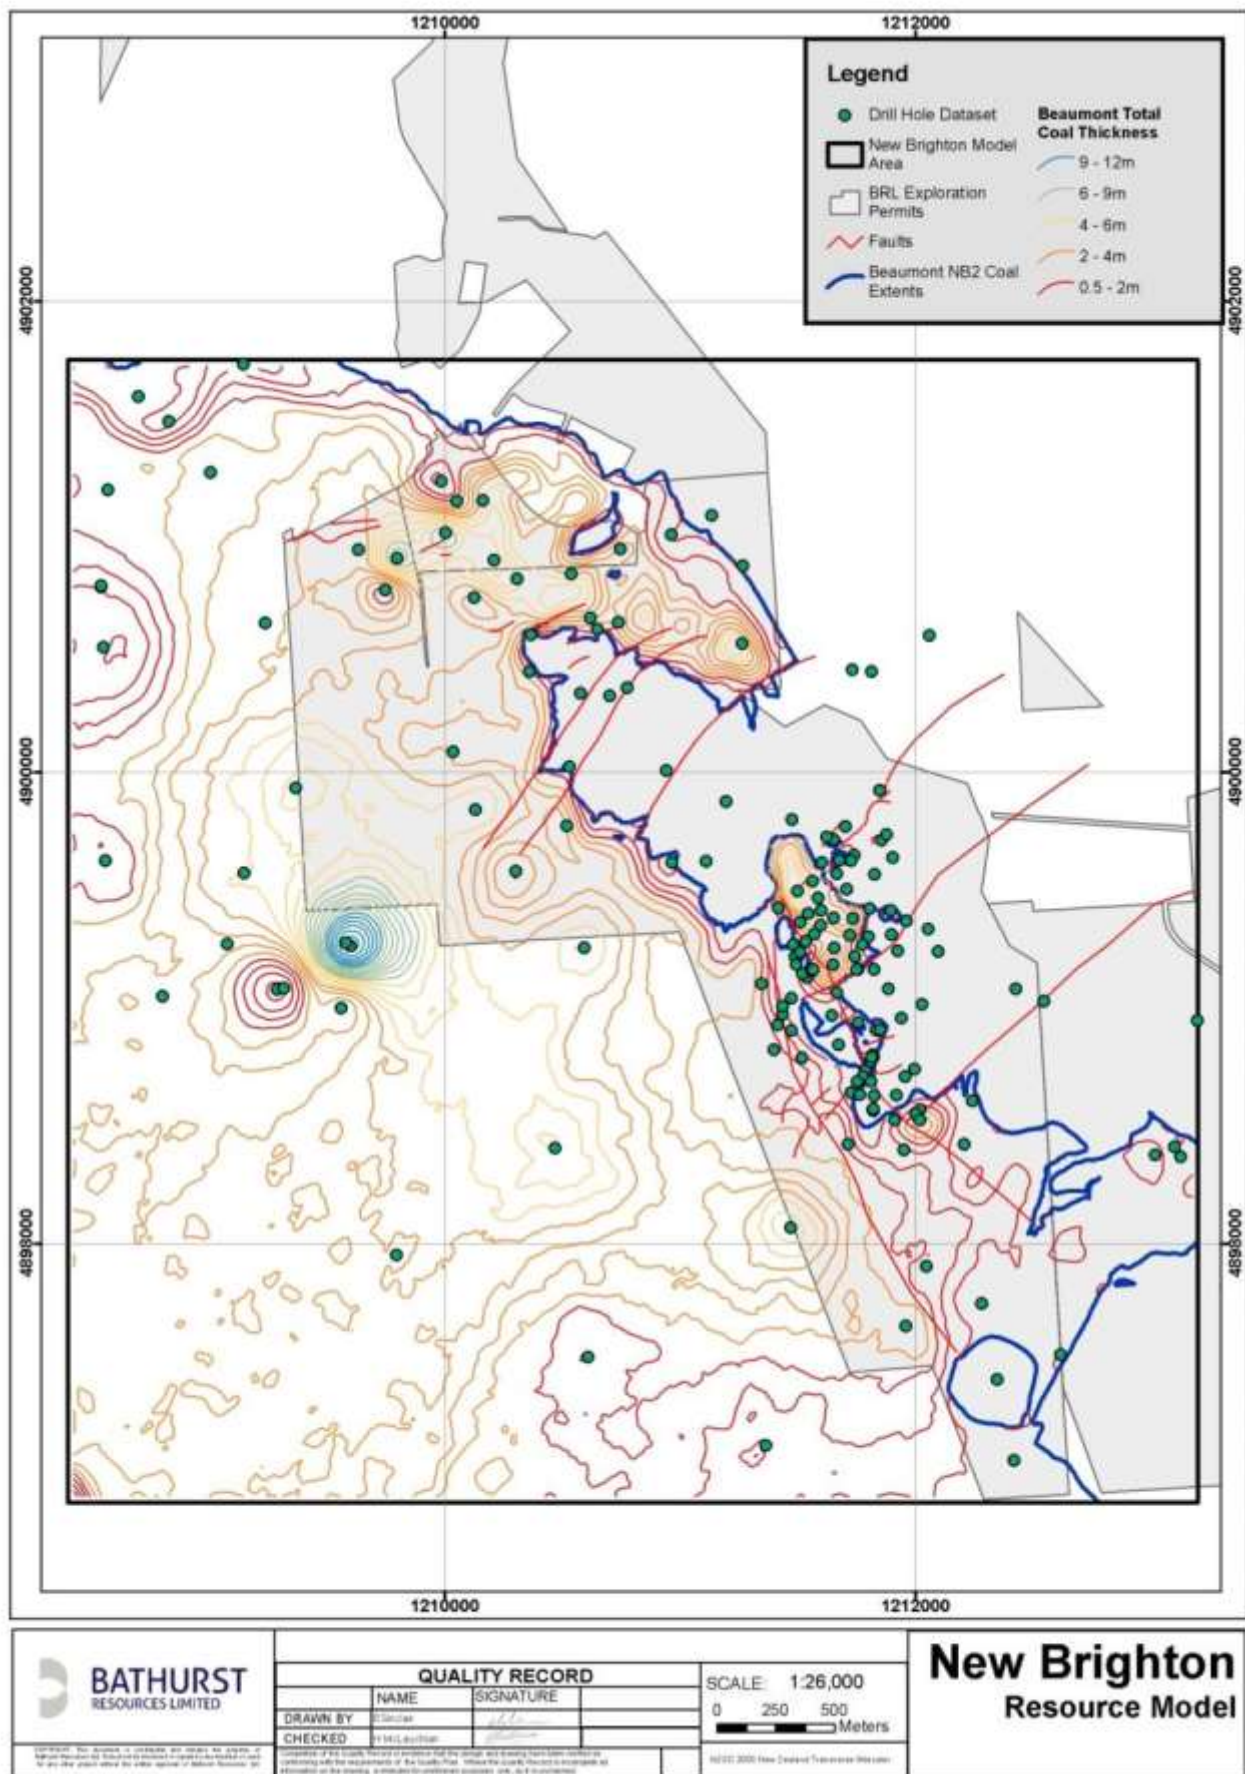 1210000
1212000
Legend
Drill Hole Dataset
New Brighton Model
Area
BRL Exploration
Permits
Faults
Beaumont NB2 Coal
Extents
Beaumont Total
Coal Thickness
9 - 12m
6 - 9m
4 - 6m
2 - 4m
0.5 - 2m
4902000
4902000
4900000
4900000
4898000
4898000
1210000
1212000
BATHURST
RESOURCES LIMITED
QUALITY RECORD
NAME
SIGNATURE
DRAWN BY
CHECKED
SCALE: 1:26,000
0 250 500
Meters
New Brighton
Resource Model